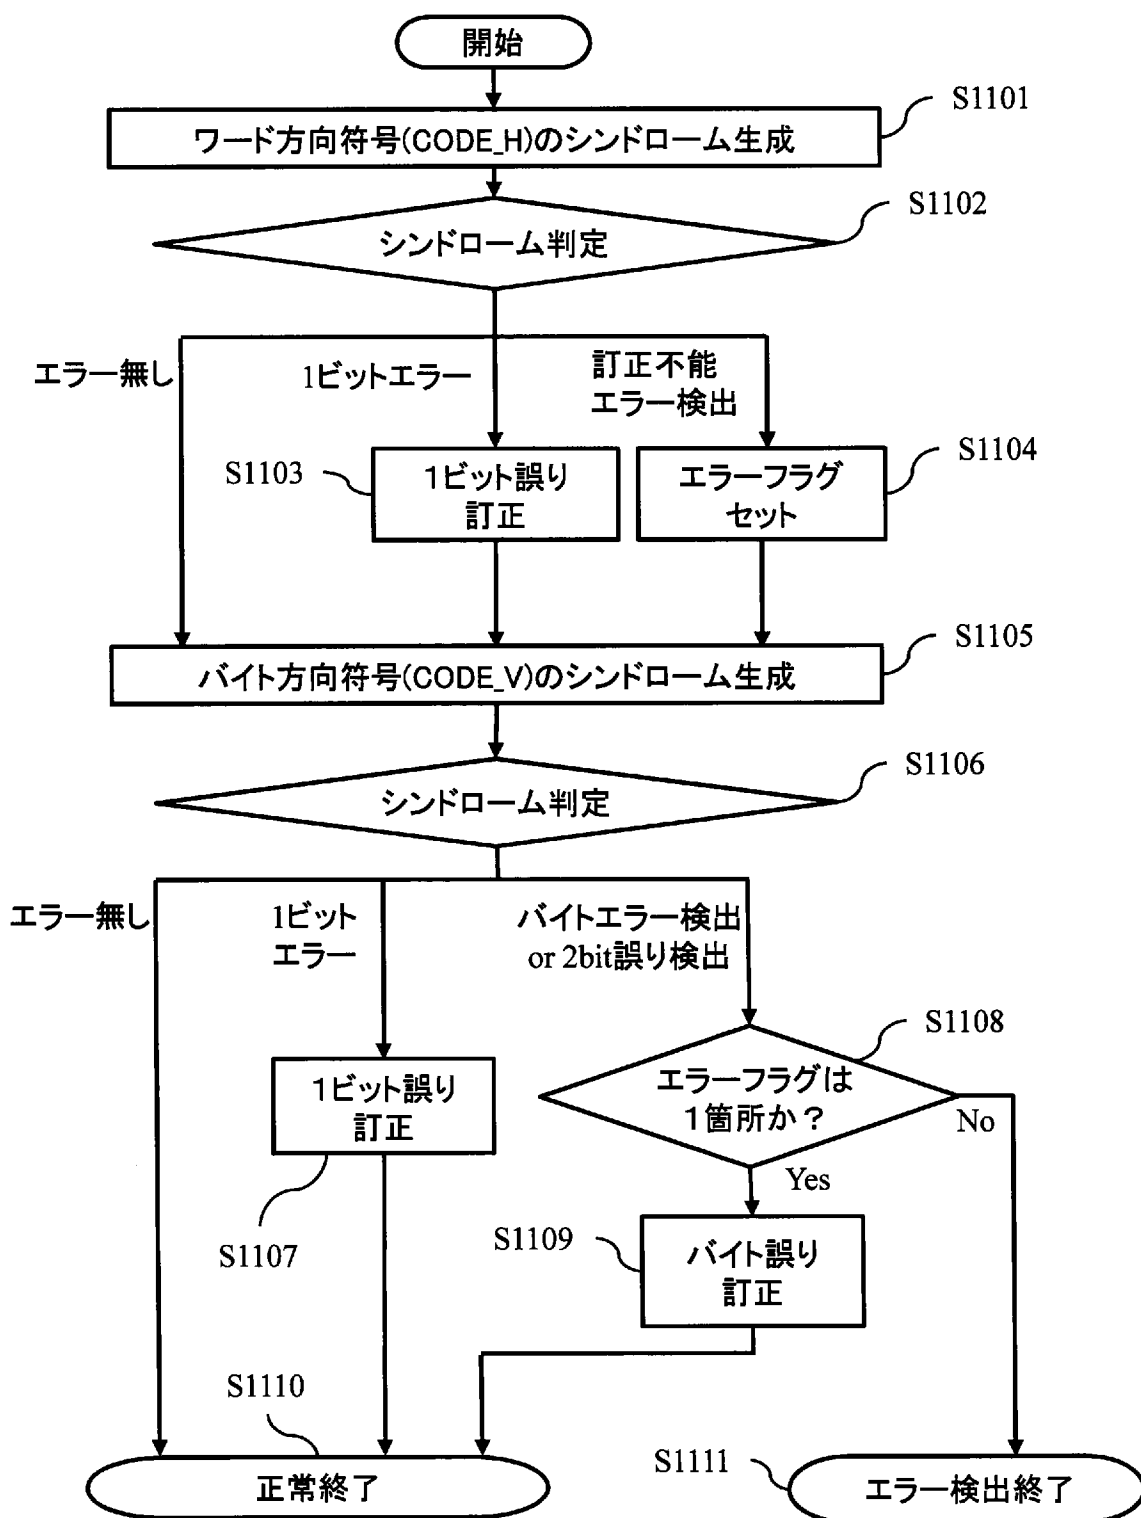 開始
S1101
ワード方向符号(CODE_H)のシンドローム生成
S1102
シンドローム判定
エラー無し
1ビットエラー
訂正不能
エラー検出
S1103
1ビット誤り
訂正
S1104
エラーフラグ
セット
S1105
バイト方向符号(CODE_V)のシンドローム生成
S1106
シンドローム判定
エラー無し
1ビット
エラー
バイトエラー検出
or 2bit誤り検出
S1108
エラーフラグは
1箇所か?
No
Yes
1ビット誤り
訂正
S1107
S1109
バイト誤り
訂正
S1110
正常終了
S1111
エラー検出終了